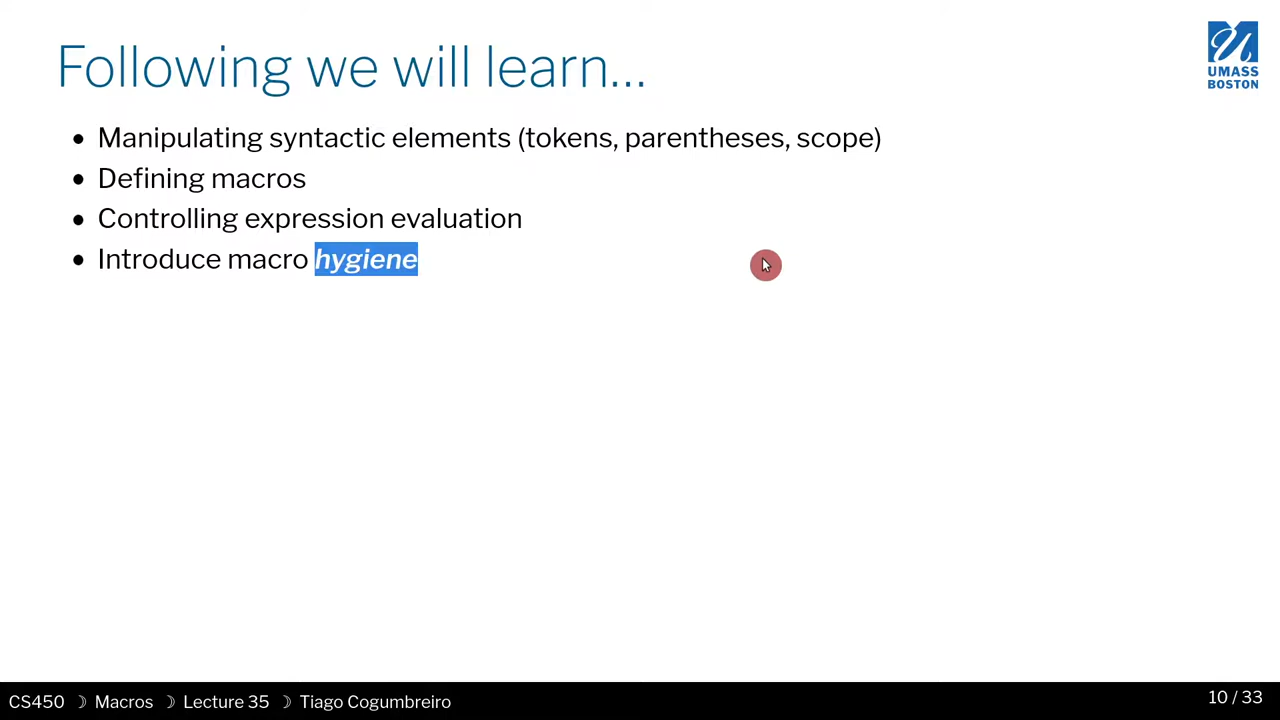 Following we will learn...
UMASS
BOSTON
• Manipulating syntactic elements (tokens, parentheses, scope)
• Defining macros
• Controlling expression evaluation
• Introduce macro hygiene
CS450 ☽ Macros ☽ Lecture 35 ☽ Tiago Cogumbreiro
10 / 33